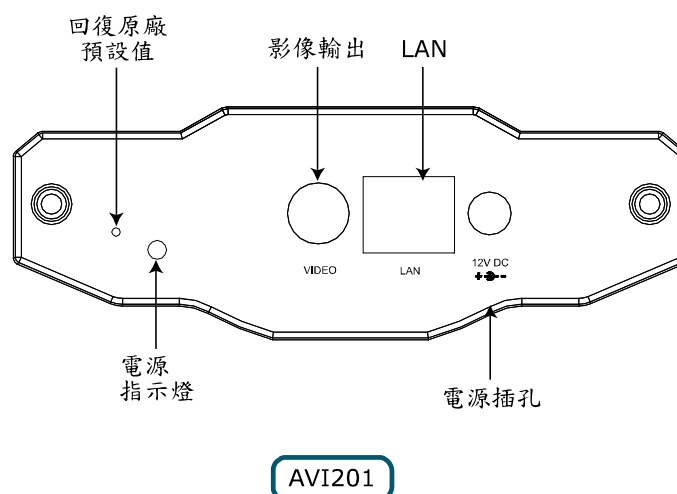 回復原廠
預設值
影像輸出
LAN
VIDEO
LAN
12V DC
電源
指示燈
電源插孔
AVI201